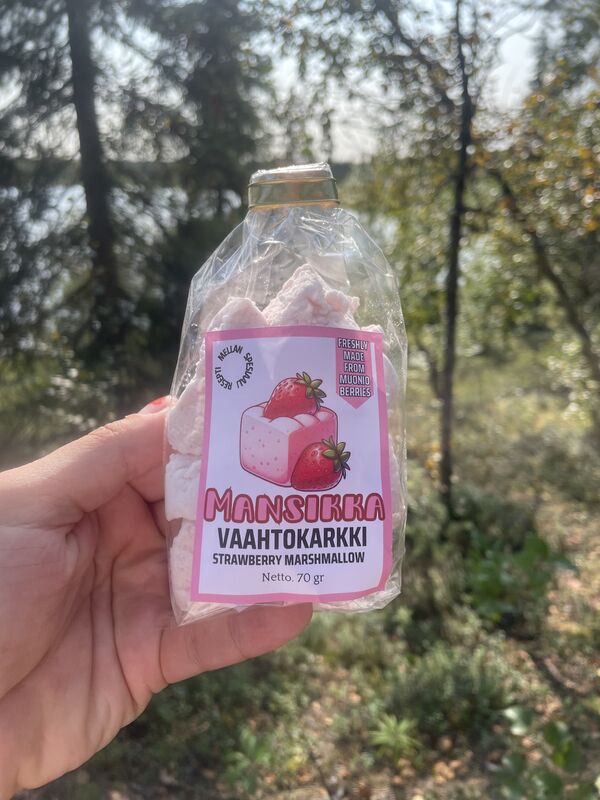 MELLAN SPESIAALI RESEPTI
FRESHLY
MADE
FROM
MUONIO
BERRIES
MANSIKKA
VAAHTOKARKKI
STRAWBERRY MARSHMALLOW
Netto. 70 gr